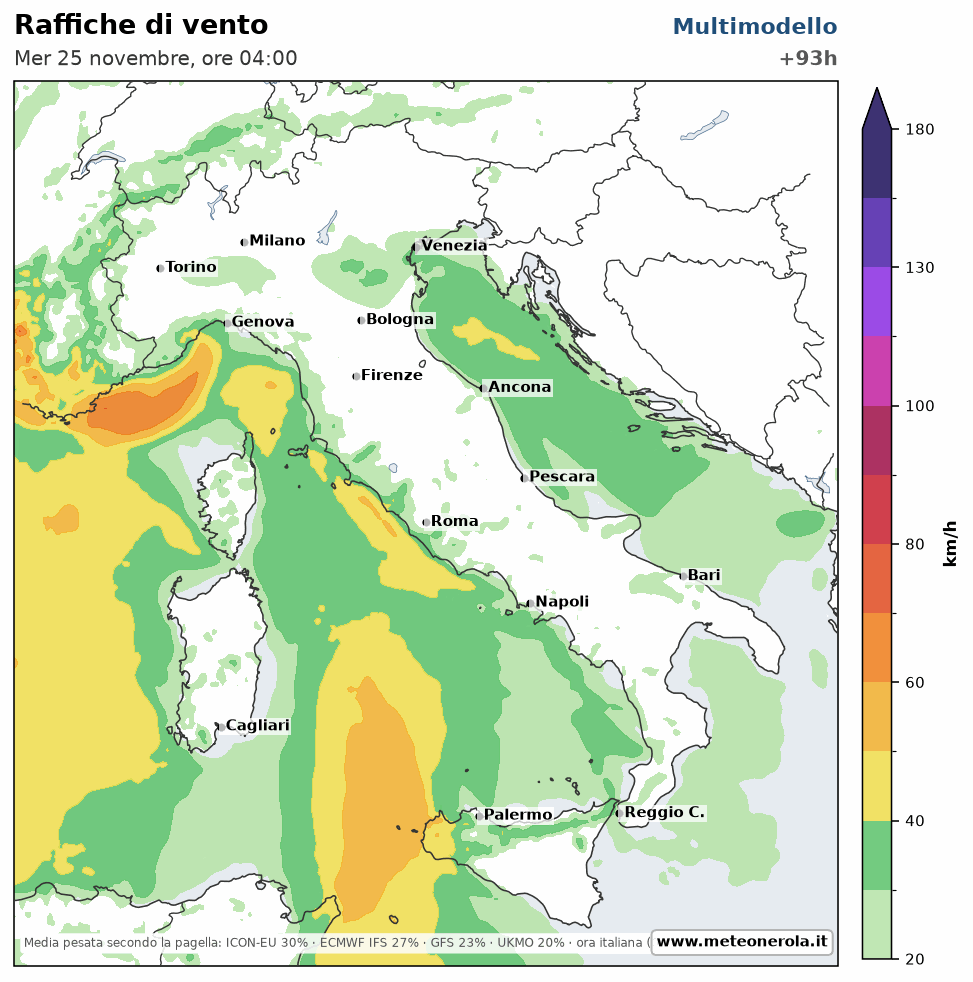 Raffiche di vento
Multimodello
Mer 25 novembre, ore 04:00
+93h
180
Milano
Venezia
Torino
130
Genova
Bologna
Firenze
Ancona
100
Pescara
Roma
80
km/h
Bari
Napoli
60
Cagliari
Palermo
Reggio C.
40
Media pesata secondo la pagella: ICON-EU 30% · ECMWF IFS 27% · GFS 23% · UKMO 20% · ora italiana (
www.meteonerola.it
20